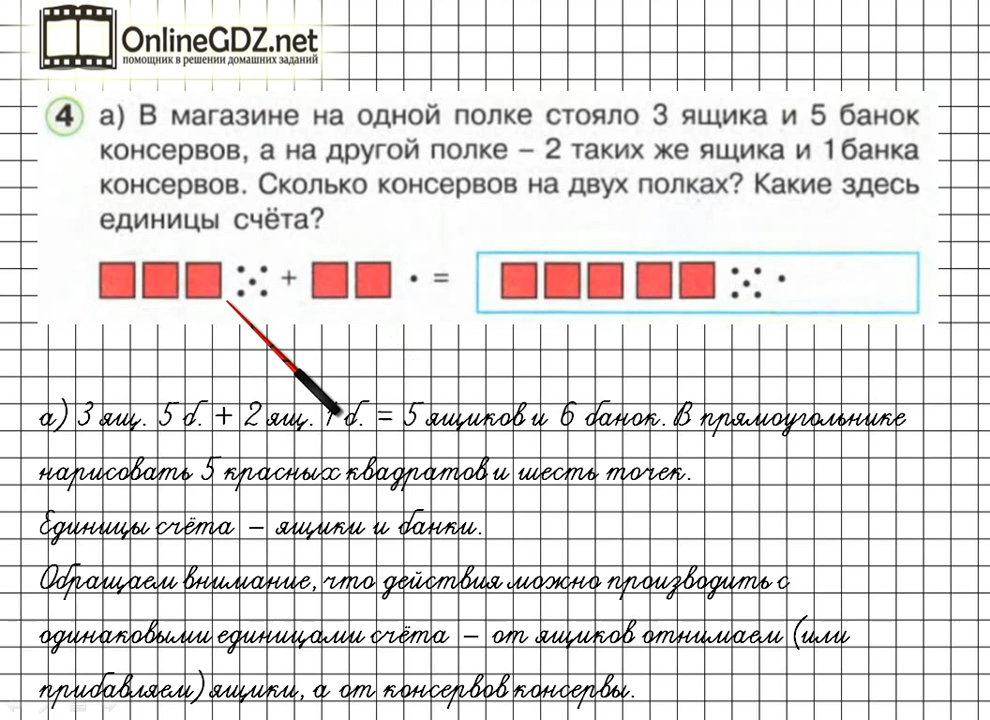 OnlineGDZ.net
помощник в решении домашних заданий
4 а) В магазине на одной полке стояло 3 ящика и 5 банок
консервов, а на другой полке – 2 таких же ящика и 1 банка
консервов. Сколько консервов на двух полках? Какие здесь
единицы счёта?
+ =
а) 3 ящ. 5 б. + 2 ящ. 1 б. = 5 ящиков и 6 банок. В прямоугольнике
нарисовать 5 красных квадратов и шесть точек.
Единицы счёта – ящики и банки.
Обращаем внимание, что действия можно производить с
одинаковыми единицами счёта – от ящиков отнимаем (или
прибавляем) ящики, а от консервов консервы.